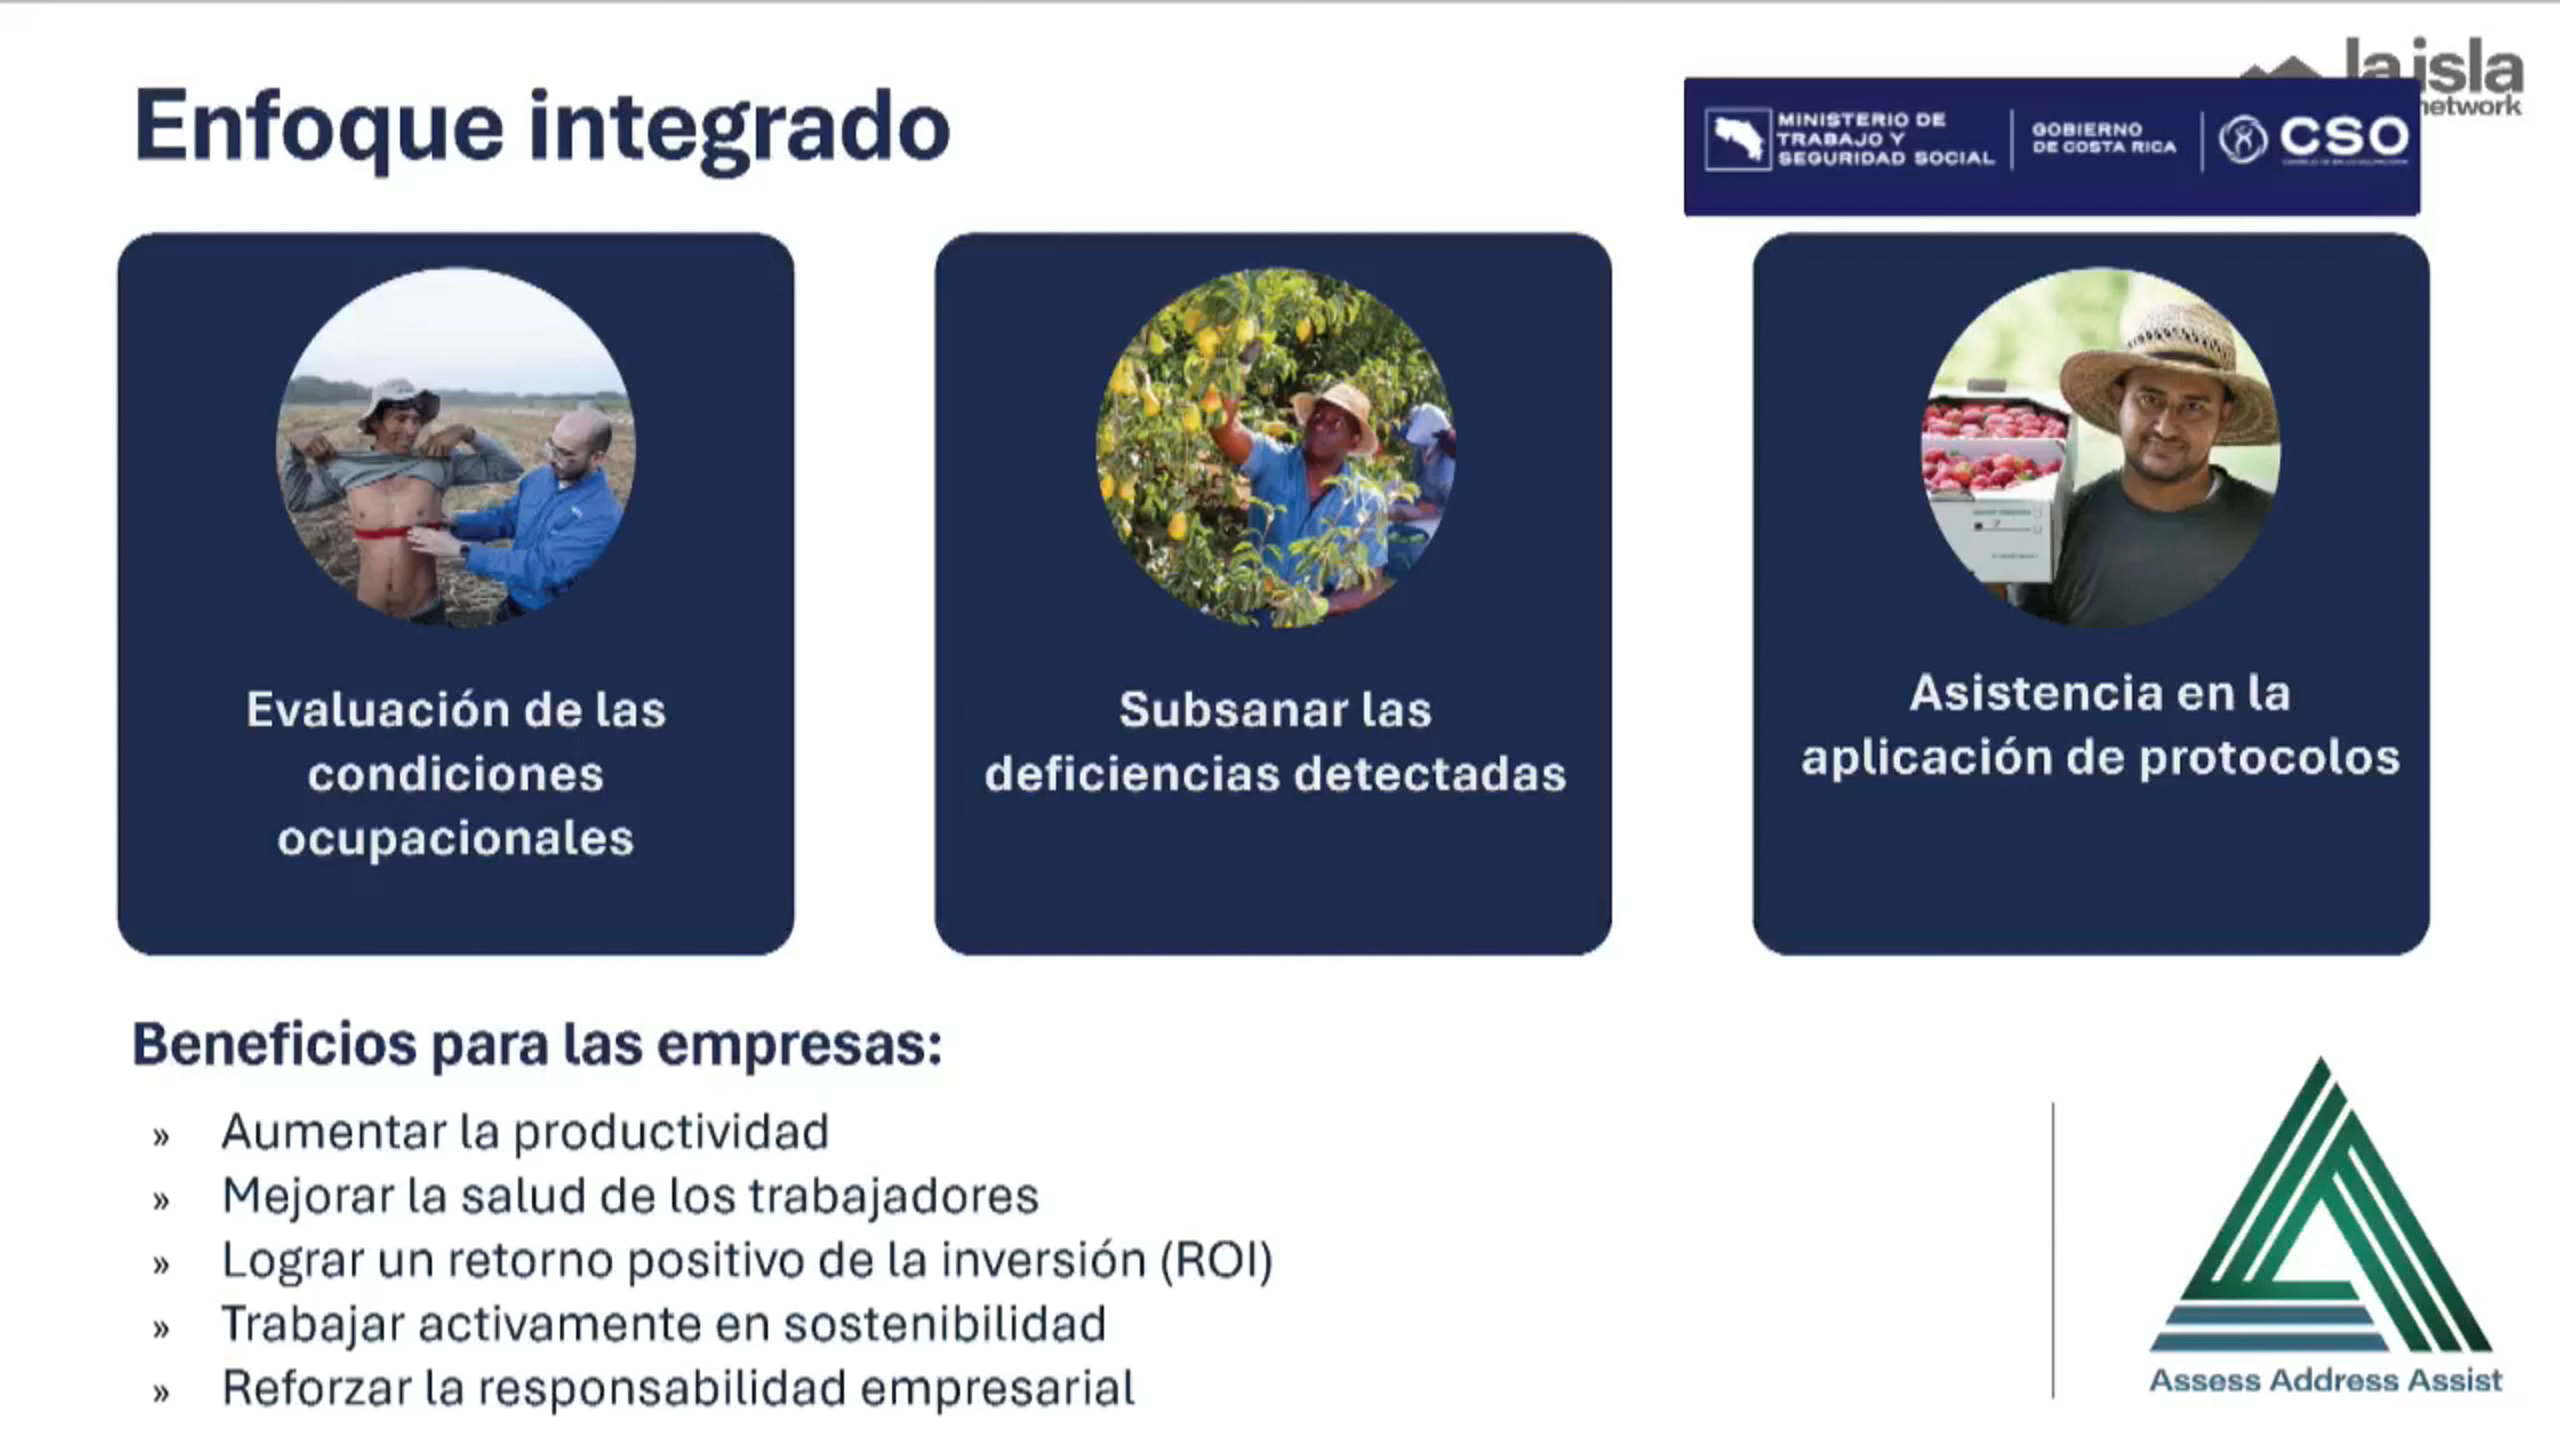 Enfoque integrado
la isla
network
MINISTERIO DE
TRABAJO Y
SEGURIDAD SOCIAL
GOBIERNO
DE COSTA RICA
CSO
Evaluación de las
condiciones
ocupacionales
Subsanar las
deficiencias detectadas
Asistencia en la
aplicación de protocolos
Beneficios para las empresas:
» Aumentar la productividad
» Mejorar la salud de los trabajadores
» Lograr un retorno positivo de la inversión (ROI)
» Trabajar activamente en sostenibilidad
» Reforzar la responsabilidad empresarial
Assess Address Assist